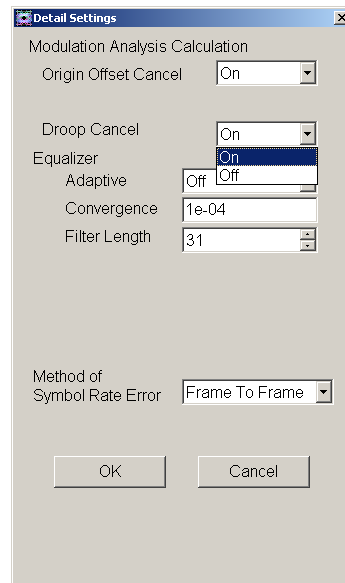 Detail Settings
Modulation Analysis Calculation
Origin Offset Cancel On
Droop Cancel On
On
Off
Equalizer
Adaptive Off
Convergence 1e-04
Filter Length 31
Method of
Symbol Rate Error Frame To Frame
OK Cancel